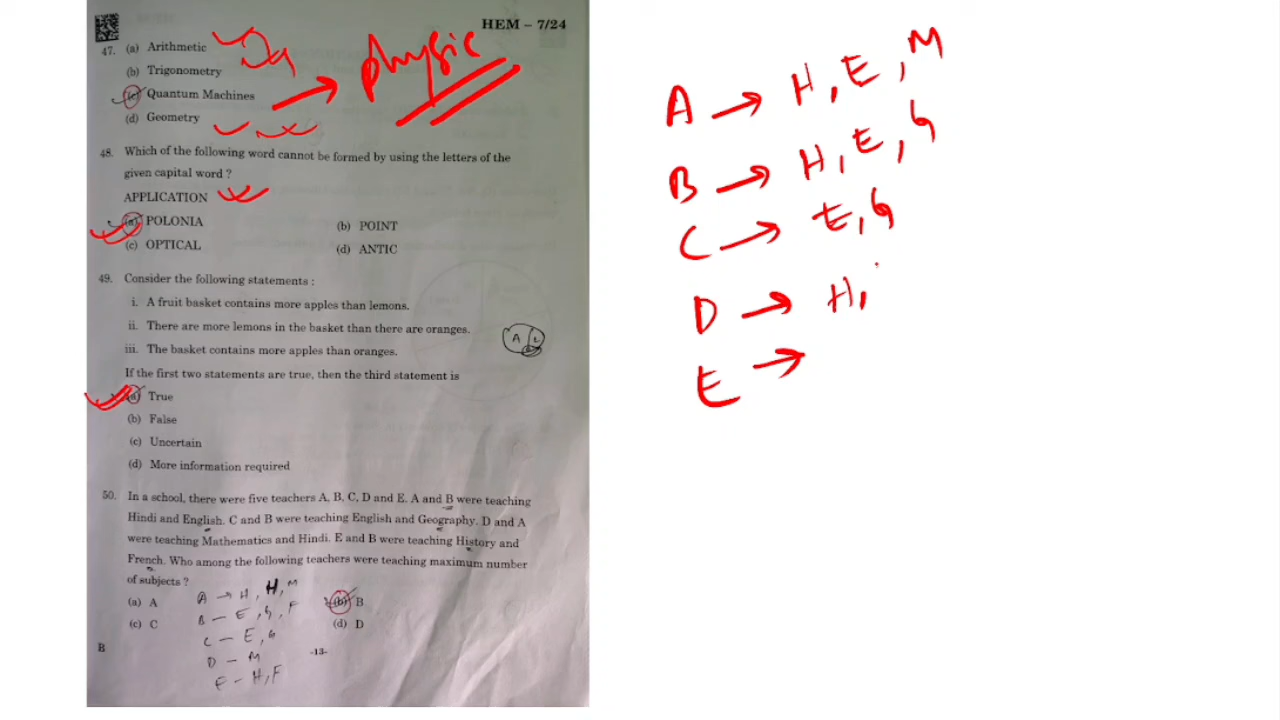 HEM – 7/24
47. (a) Arithmetic
(b) Trigonometry
(c) Quantum Machines → physic
(d) Geometry
48. Which of the following word cannot be formed by using the letters of the
given capital word ?
APPLICATION
(a) POLONIA (b) POINT
(c) OPTICAL (d) ANTIC
49. Consider the following statements :
i. A fruit basket contains more apples than lemons.
ii. There are more lemons in the basket than there are oranges.
A L
iii. The basket contains more apples than oranges.
If the first two statements are true, then the third statement is
(a) True
(b) False
(c) Uncertain
(d) More information required
50. In a school, there were five teachers A, B, C, D and E. A and B were teaching
Hindi and English. C and B were teaching English and Geography. D and A
were teaching Mathematics and Hindi. E and B were teaching History and
French. Who among the following teachers were teaching maximum number
of subjects ?
(a) A (b) B
(c) C (d) D
A → H, H, M
B – E, G, F
C – E, G
D – M
E – H, F
B -13-
A → H, E, M
B → H, E, G
C → E, G
D → H,
E →